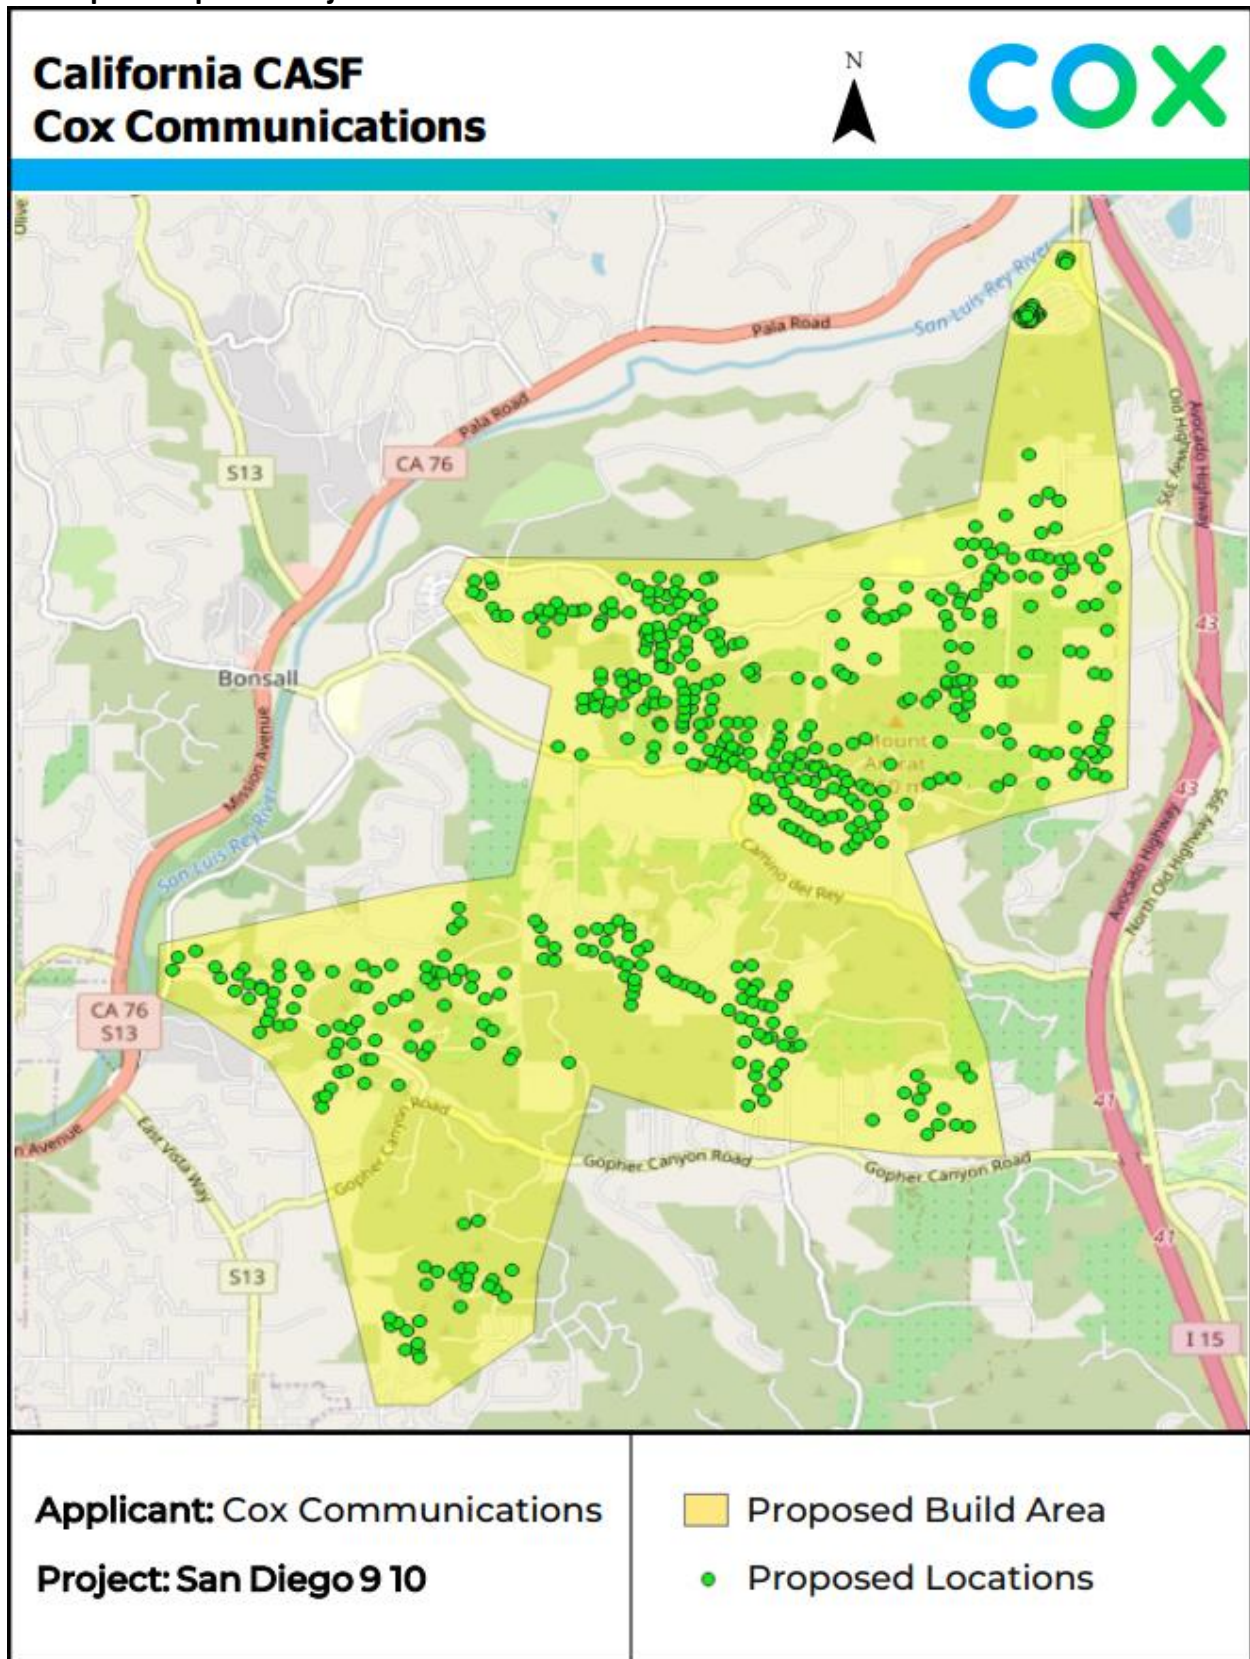 California CASF
Cox Communications
N
COX
Olive
San Luis Rey River
Pala Road
Pala Road
CA 76
S13
Old Highway 395
Avocado Highway
43
Bonsall
Mission Avenue
Mount
43
San Luis Rey River
Camino del Rey
Avocado Highway
North Old Highway 395
CA 76
S13
41
n Avenue
East Vista Way
Gopher Canyon Road
Gopher Canyon Road
Gopher Canyon Road
41
S13
I 15
Applicant: Cox Communications
Project: San Diego 9 10
Proposed Build Area
Proposed Locations